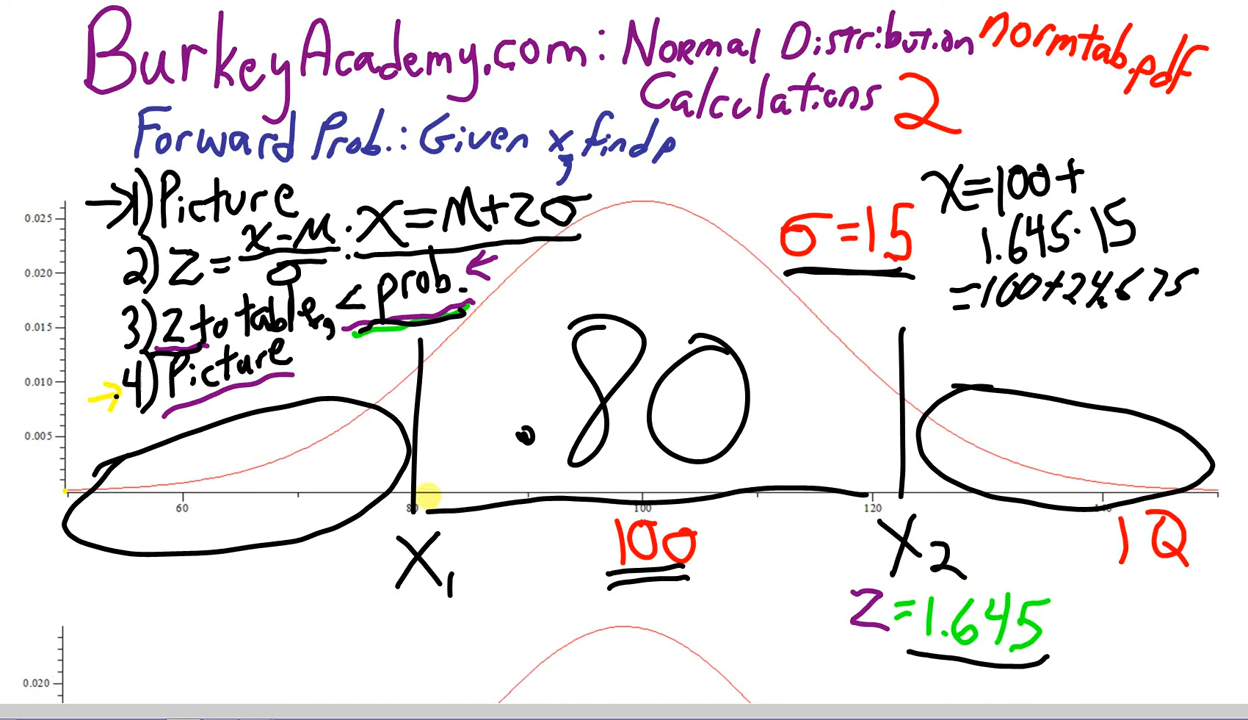 BurkeyAcademy.com: Normal Distribution normtab.pdf
Calculations 2
Forward Prob.: Given x, find p
→1) Picture
2) Z = x-M/σ · X = M+Zσ
3) Z to table, < prob.
4) Picture
σ=15
X=100+
1.645·15
=100+24.675
0.025
0.020
0.015
0.010
0.005
.80
60
80
100
120
X1
100
X2
IQ
Z=1.645
0.020